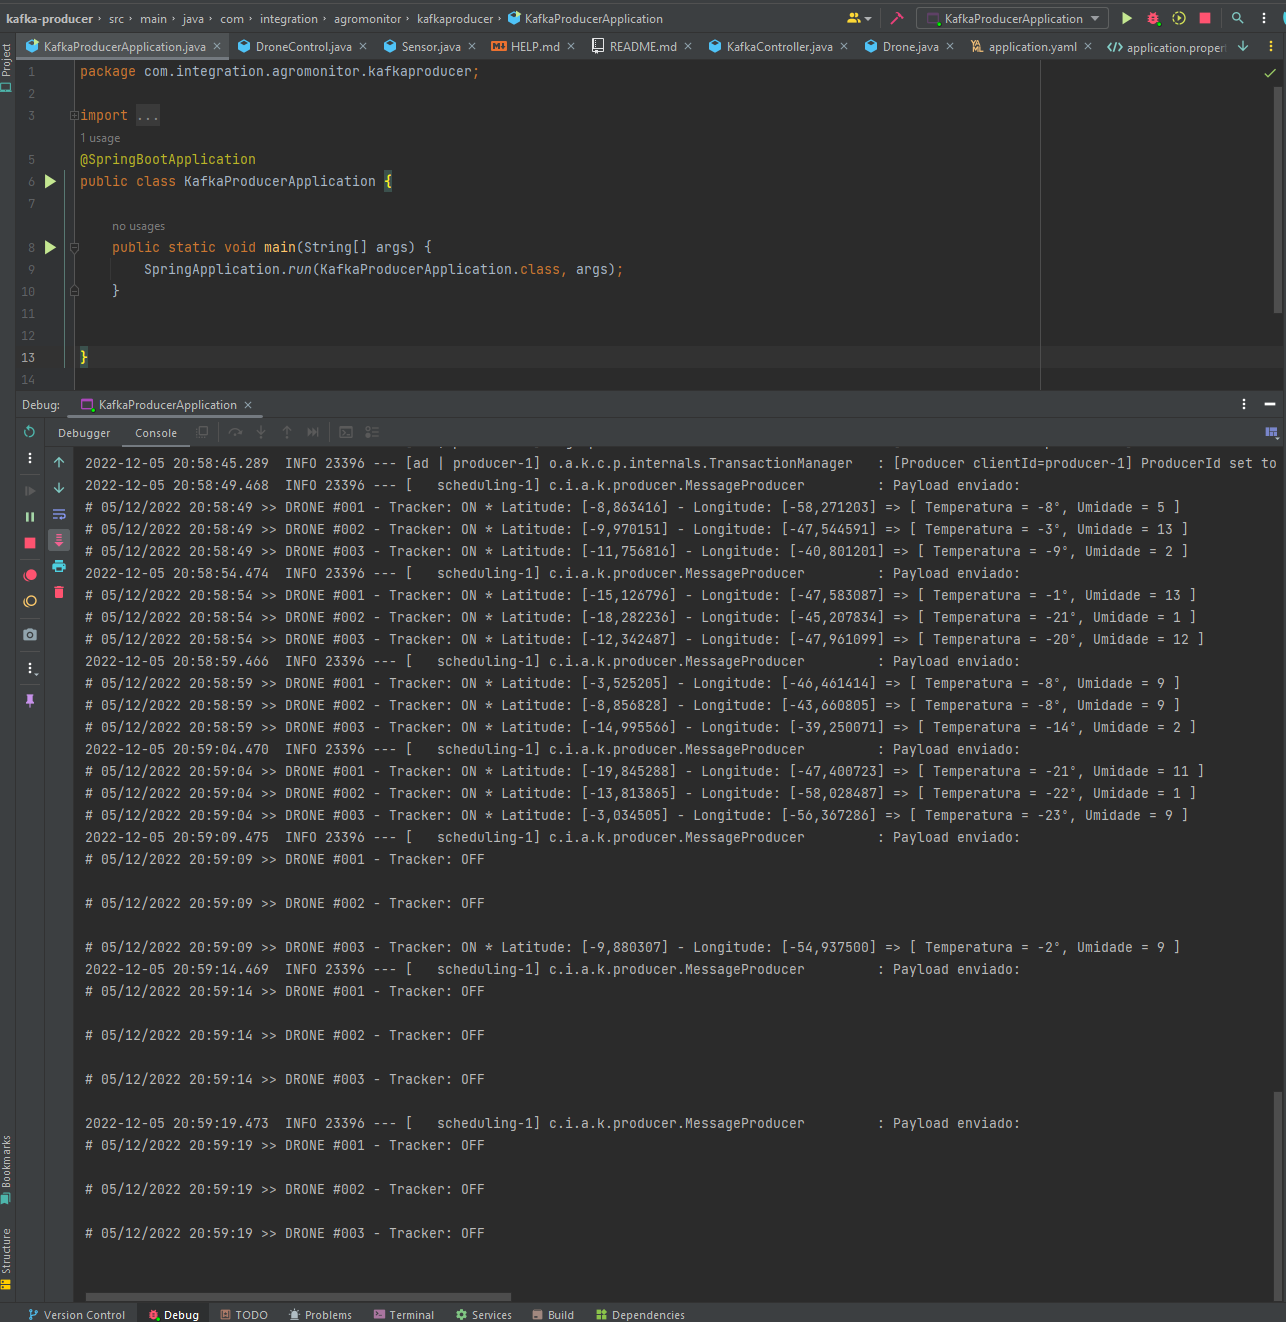 kafka-producer › src › main › java › com › integration › agromonitor › kafkaproducer › KafkaProducerApplication
KafkaProducerApplication
KafkaProducerApplication.java × DroneControl.java × Sensor.java × HELP.md × README.md × KafkaController.java × Drone.java × application.yaml × application.proper
Project
1 package com.integration.agromonitor.kafkaproducer;
2
3 import ...
1 usage
5 @SpringBootApplication
6 public class KafkaProducerApplication {
7
no usages
8 public static void main(String[] args) {
9 SpringApplication.run(KafkaProducerApplication.class, args);
10 }
11
12
13 }
14
Debug: KafkaProducerApplication ×
Debugger Console
2022-12-05 20:58:45.289  INFO 23396 --- [ad | producer-1] o.a.k.c.p.internals.TransactionManager   : [Producer clientId=producer-1] ProducerId set to
2022-12-05 20:58:49.468  INFO 23396 --- [   scheduling-1] c.i.a.k.producer.MessageProducer         : Payload enviado:
# 05/12/2022 20:58:49 >> DRONE #001 - Tracker: ON * Latitude: [-8,863416] - Longitude: [-58,271203] => [ Temperatura = -8°, Umidade = 5 ]
# 05/12/2022 20:58:49 >> DRONE #002 - Tracker: ON * Latitude: [-9,970151] - Longitude: [-47,544591] => [ Temperatura = -3°, Umidade = 13 ]
# 05/12/2022 20:58:49 >> DRONE #003 - Tracker: ON * Latitude: [-11,756816] - Longitude: [-40,801201] => [ Temperatura = -9°, Umidade = 2 ]
2022-12-05 20:58:54.474  INFO 23396 --- [   scheduling-1] c.i.a.k.producer.MessageProducer         : Payload enviado:
# 05/12/2022 20:58:54 >> DRONE #001 - Tracker: ON * Latitude: [-15,126796] - Longitude: [-47,583087] => [ Temperatura = -1°, Umidade = 13 ]
# 05/12/2022 20:58:54 >> DRONE #002 - Tracker: ON * Latitude: [-18,282236] - Longitude: [-45,207834] => [ Temperatura = -21°, Umidade = 1 ]
# 05/12/2022 20:58:54 >> DRONE #003 - Tracker: ON * Latitude: [-12,342487] - Longitude: [-47,961099] => [ Temperatura = -20°, Umidade = 12 ]
2022-12-05 20:58:59.466  INFO 23396 --- [   scheduling-1] c.i.a.k.producer.MessageProducer         : Payload enviado:
# 05/12/2022 20:58:59 >> DRONE #001 - Tracker: ON * Latitude: [-3,525205] - Longitude: [-46,461414] => [ Temperatura = -8°, Umidade = 9 ]
# 05/12/2022 20:58:59 >> DRONE #002 - Tracker: ON * Latitude: [-8,856828] - Longitude: [-43,660805] => [ Temperatura = -8°, Umidade = 9 ]
# 05/12/2022 20:58:59 >> DRONE #003 - Tracker: ON * Latitude: [-14,995566] - Longitude: [-39,250071] => [ Temperatura = -14°, Umidade = 2 ]
2022-12-05 20:59:04.470  INFO 23396 --- [   scheduling-1] c.i.a.k.producer.MessageProducer         : Payload enviado:
# 05/12/2022 20:59:04 >> DRONE #001 - Tracker: ON * Latitude: [-19,845288] - Longitude: [-47,400723] => [ Temperatura = -21°, Umidade = 11 ]
# 05/12/2022 20:59:04 >> DRONE #002 - Tracker: ON * Latitude: [-13,813865] - Longitude: [-58,028487] => [ Temperatura = -22°, Umidade = 1 ]
# 05/12/2022 20:59:04 >> DRONE #003 - Tracker: ON * Latitude: [-3,034505] - Longitude: [-56,367286] => [ Temperatura = -23°, Umidade = 9 ]
2022-12-05 20:59:09.475  INFO 23396 --- [   scheduling-1] c.i.a.k.producer.MessageProducer         : Payload enviado:
# 05/12/2022 20:59:09 >> DRONE #001 - Tracker: OFF
# 05/12/2022 20:59:09 >> DRONE #002 - Tracker: OFF
# 05/12/2022 20:59:09 >> DRONE #003 - Tracker: ON * Latitude: [-9,880307] - Longitude: [-54,937500] => [ Temperatura = -2°, Umidade = 9 ]
2022-12-05 20:59:14.469  INFO 23396 --- [   scheduling-1] c.i.a.k.producer.MessageProducer         : Payload enviado:
# 05/12/2022 20:59:14 >> DRONE #001 - Tracker: OFF
# 05/12/2022 20:59:14 >> DRONE #002 - Tracker: OFF
# 05/12/2022 20:59:14 >> DRONE #003 - Tracker: OFF
2022-12-05 20:59:19.473  INFO 23396 --- [   scheduling-1] c.i.a.k.producer.MessageProducer         : Payload enviado:
# 05/12/2022 20:59:19 >> DRONE #001 - Tracker: OFF
# 05/12/2022 20:59:19 >> DRONE #002 - Tracker: OFF
# 05/12/2022 20:59:19 >> DRONE #003 - Tracker: OFF
Bookmarks
Structure
Version Control Debug TODO Problems Terminal Services Build Dependencies